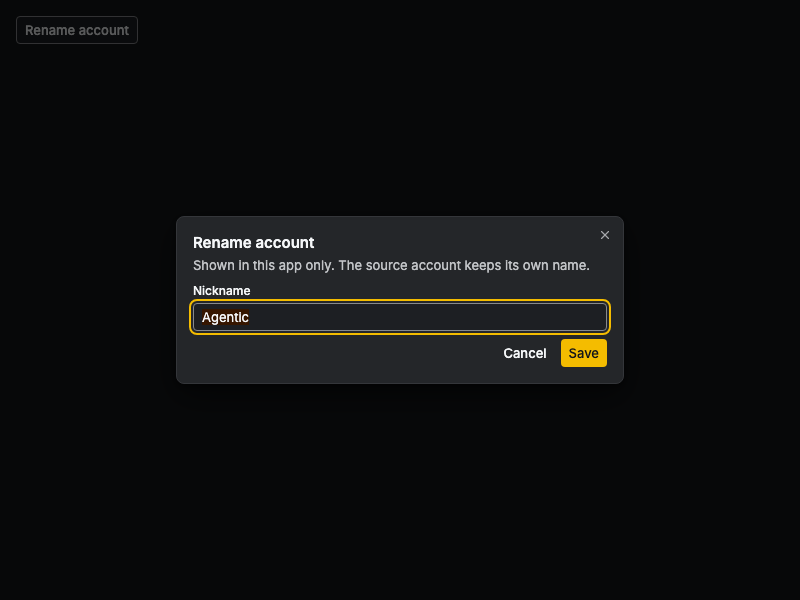 Rename account
Rename account
Shown in this app only. The source account keeps its own name.
Nickname
Agentic
Cancel
Save